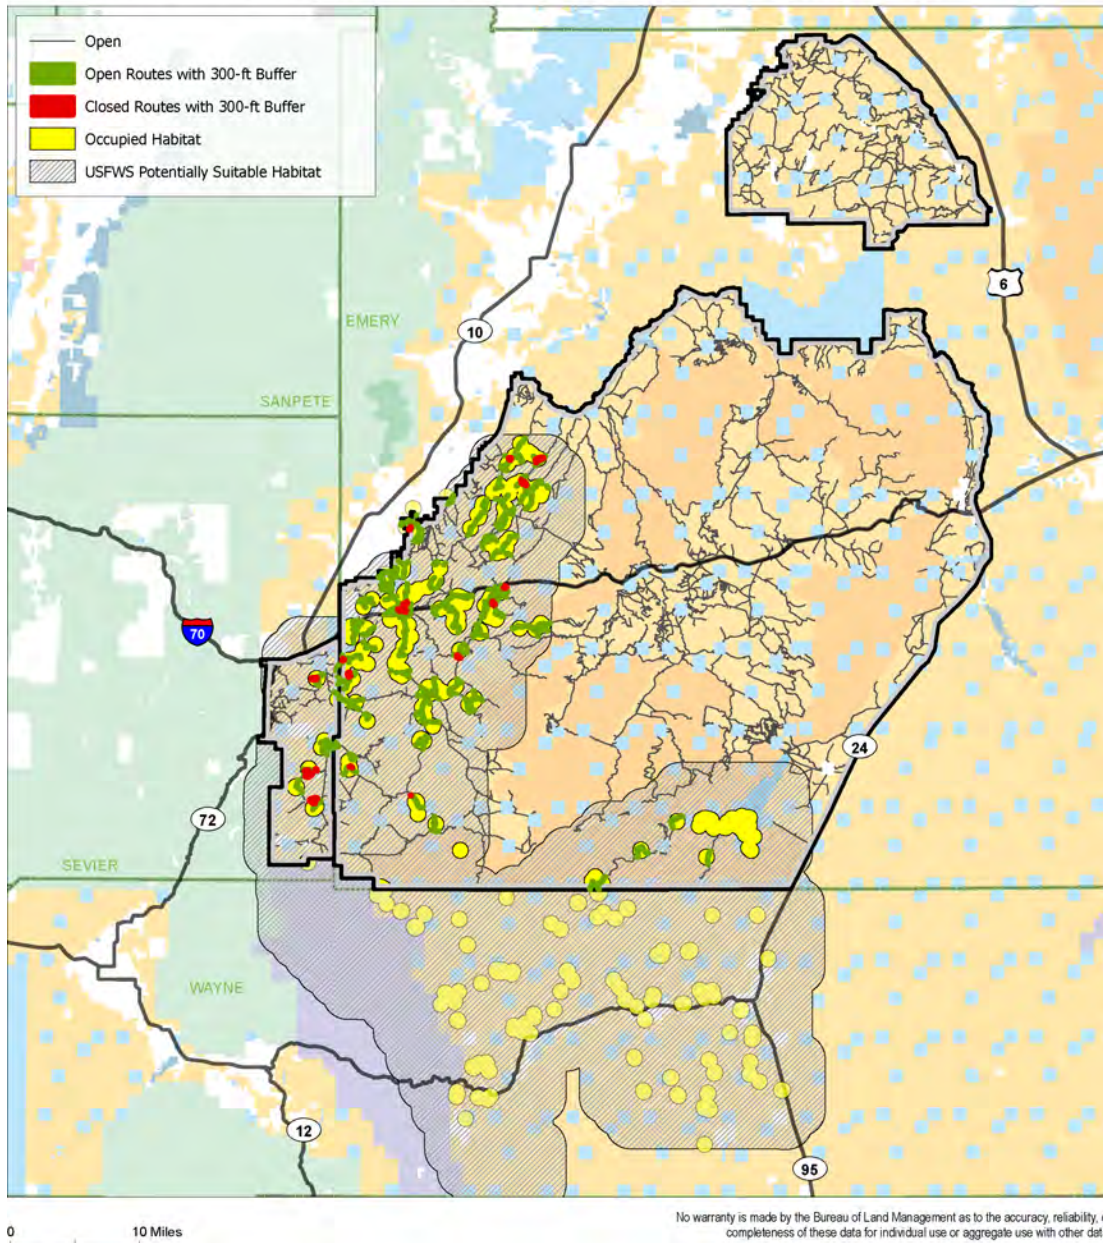 Open
Open Routes with 300-ft Buffer
Closed Routes with 300-ft Buffer
Occupied Habitat
USFWS Potentially Suitable Habitat
6
EMERY
10
SANPETE
70
24
72
SEVIER
WAYNE
12
95
0 10 Miles
No warranty is made by the Bureau of Land Management as to the accuracy, reliability,
completeness of these data for individual use or aggregate use with other dat